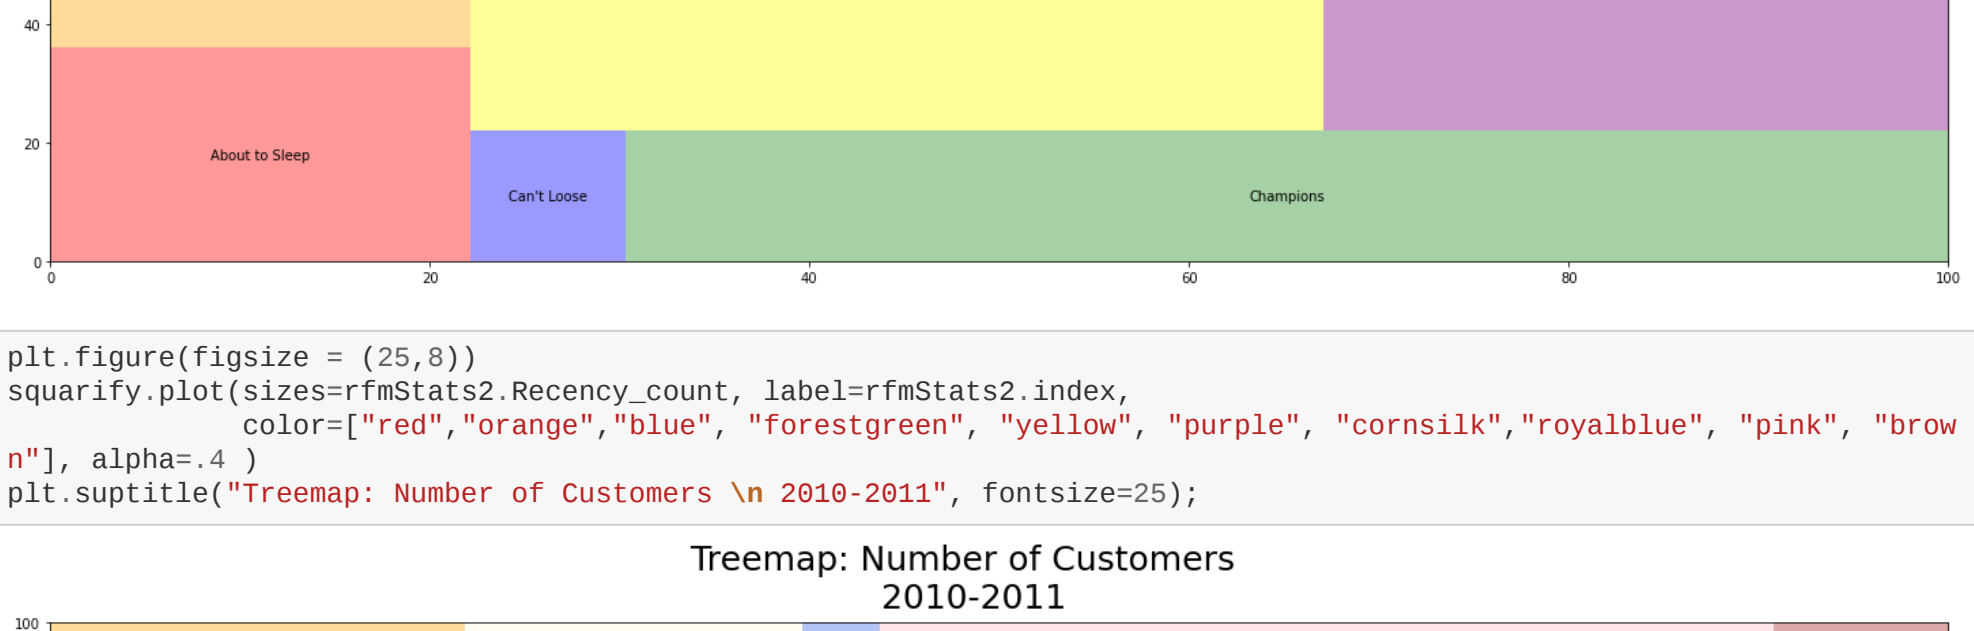 40
20
About to Sleep
Can't Loose
Champions
0
0 20 40 60 80 100
plt.figure(figsize = (25,8))
squarify.plot(sizes=rfmStats2.Recency_count, label=rfmStats2.index,
              color=["red","orange","blue", "forestgreen", "yellow", "purple", "cornsilk","royalblue", "pink", "brow
n"], alpha=.4 )
plt.suptitle("Treemap: Number of Customers \n 2010-2011", fontsize=25);
Treemap: Number of Customers
2010-2011
100